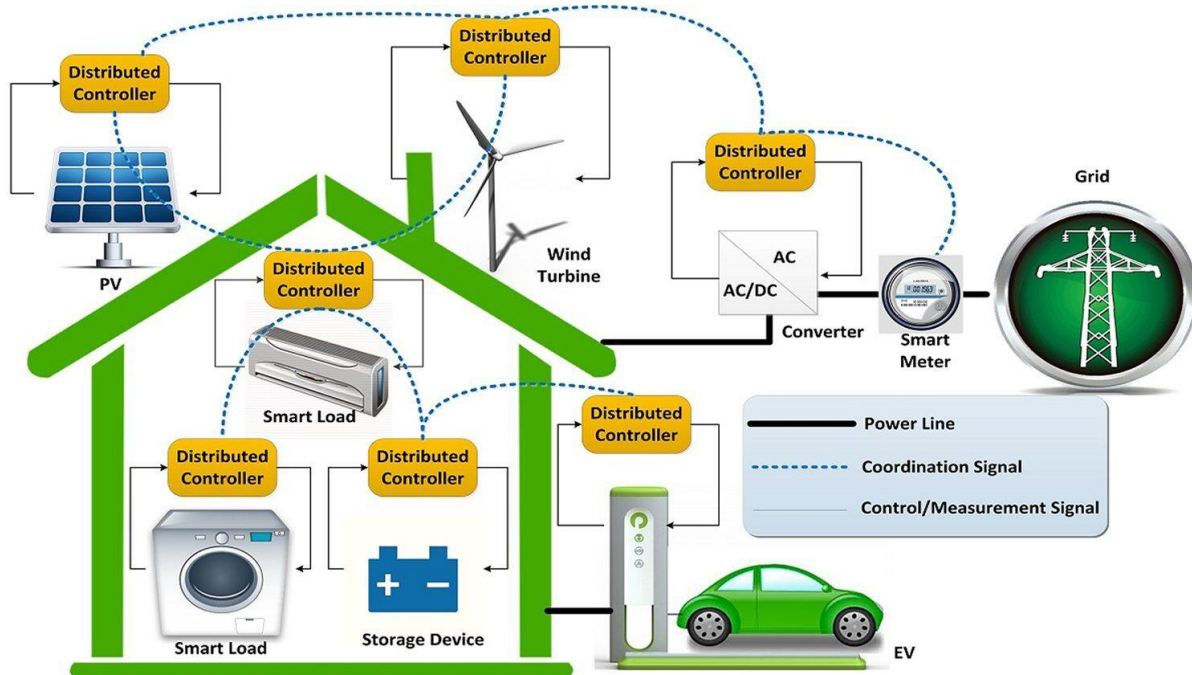 Distributed
Controller
Distributed
Controller
Distributed
Controller
Grid
PV
Wind
Turbine
AC
AC/DC
Converter
Smart
Meter
Distributed
Controller
Smart Load
Distributed
Controller
Distributed
Controller
Distributed
Controller
Power Line
Coordination Signal
Control/Measurement Signal
Smart Load
Storage Device
EV